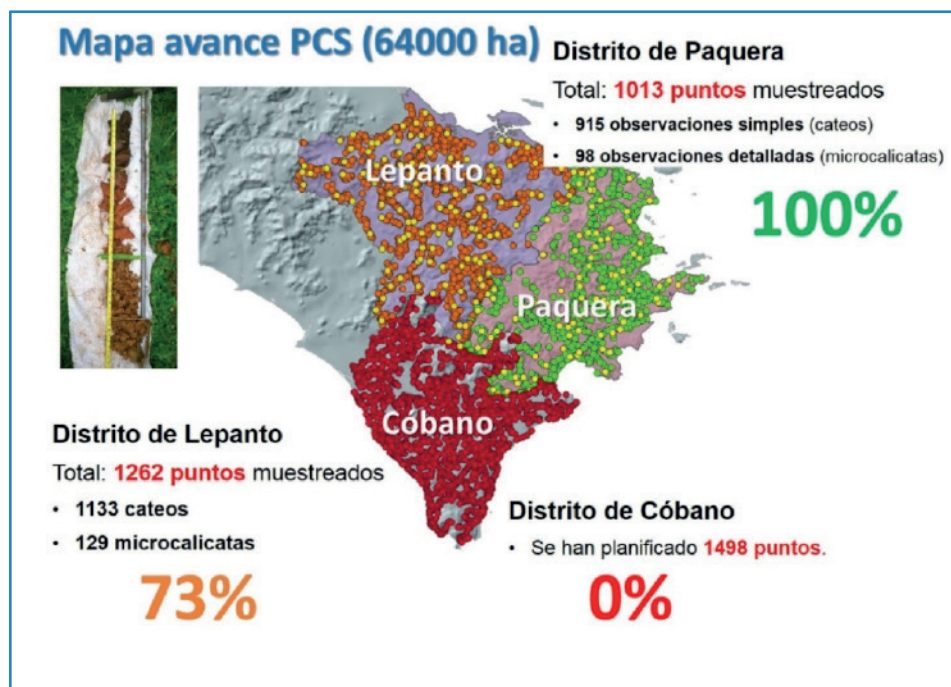 Mapa avance PCS (64000 ha)
Distrito de Paquera
Total: 1013 puntos muestreados
• 915 observaciones simples (cateos)
• 98 observaciones detalladas (microcalicatas)
100%
Lepanto
Paquera
Cóbano
Distrito de Lepanto
Total: 1262 puntos muestreados
• 1133 cateos
• 129 microcalicatas
73%
Distrito de Cóbano
• Se han planificado 1498 puntos.
0%